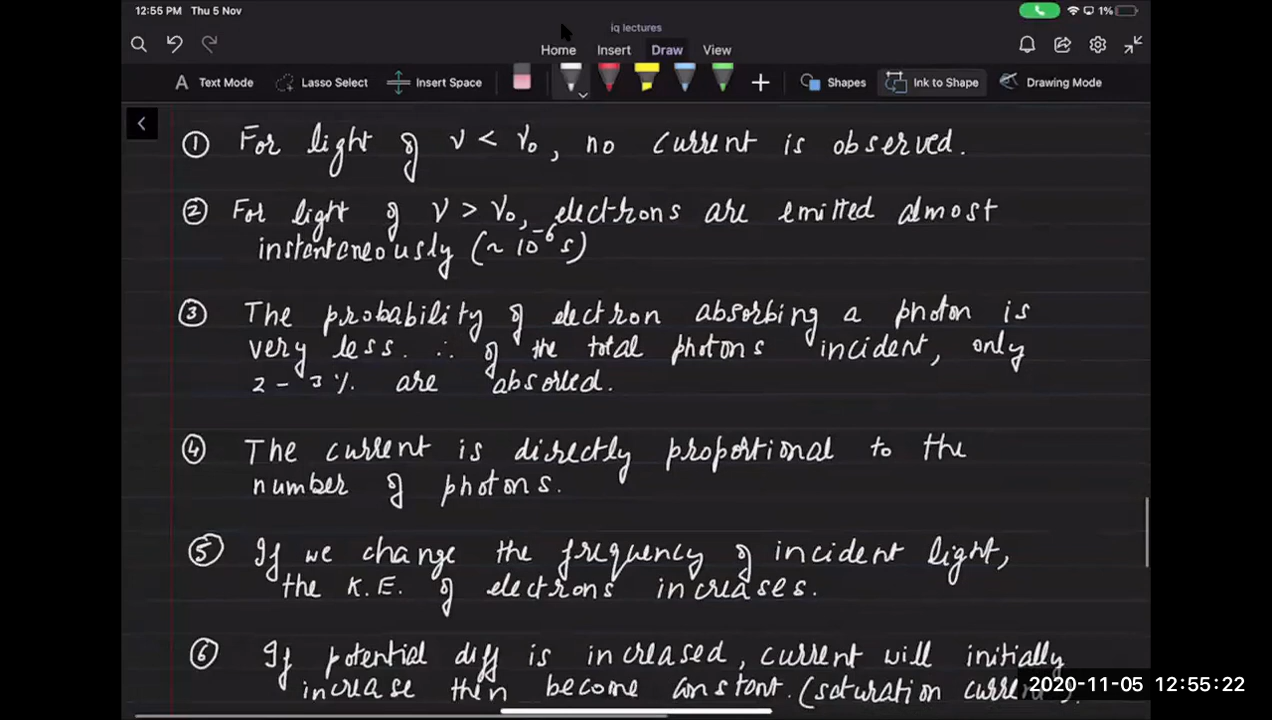 12:55 PM Thu 5 Nov
1%
iq lectures
Home Insert Draw View
Text Mode Lasso Select Insert Space Shapes Ink to Shape Drawing Mode
① For light of ν < ν₀, no current is observed.
② For light of ν > ν₀, electrons are emitted almost
instantaneously (~ 10⁻⁶ s)
③ The probability of electron absorbing a photon is
very less. ∴ of the total photons incident, only
2 - 3 % are absorbed.
④ The current is directly proportional to the
number of photons.
⑤ If we change the frequency of incident light,
the K.E. of electrons increases.
⑥ If potential diff is increased, current will initially
increase then become constant. (saturation current).
2020-11-05 12:55:22